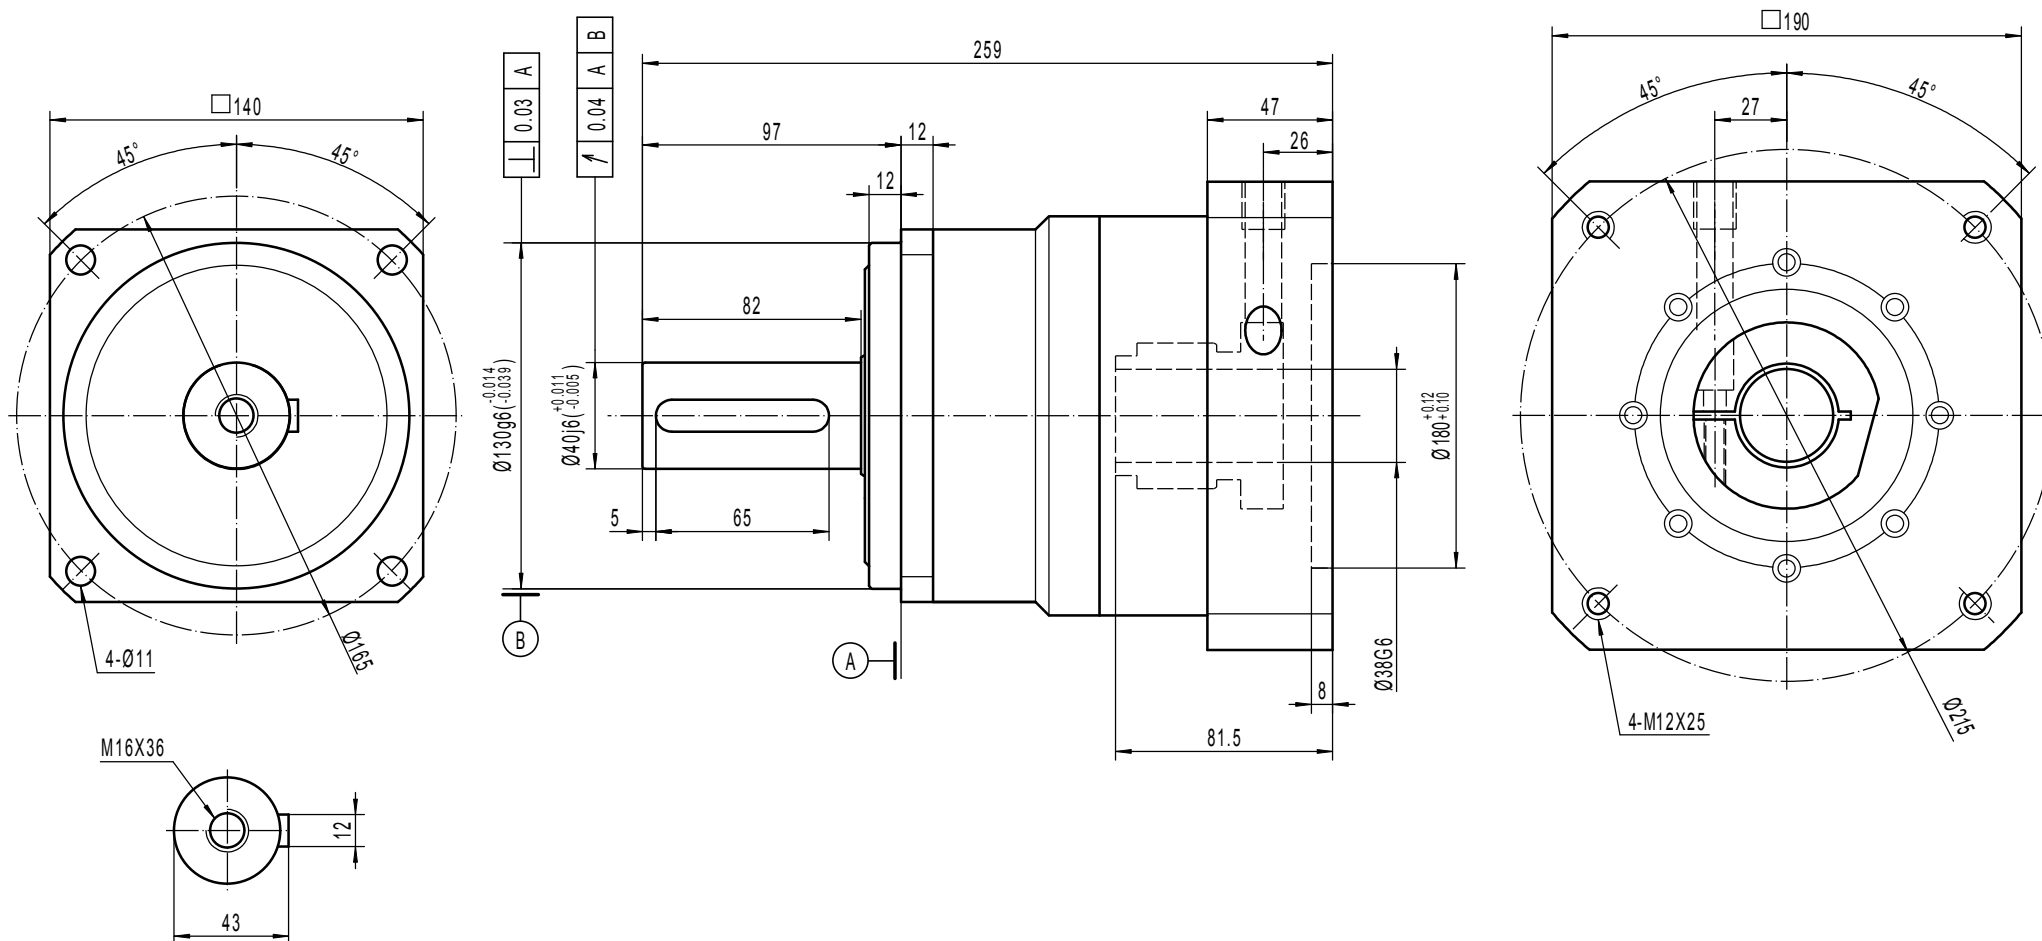 □140
45°
45°
4-Ø11
Ø165
M16X36
12
43
⊥ 0.03 A
↗ 0.04 A B
259
97
12
47
26
12
82
Ø130g6(-0.014 -0.039)
Ø40j6(+0.011 -0.005)
5
65
B
A
Ø180+0.12 +0.10
Ø38G6
8
81.5
□190
45°
45°
27
4-M12X25
Ø215